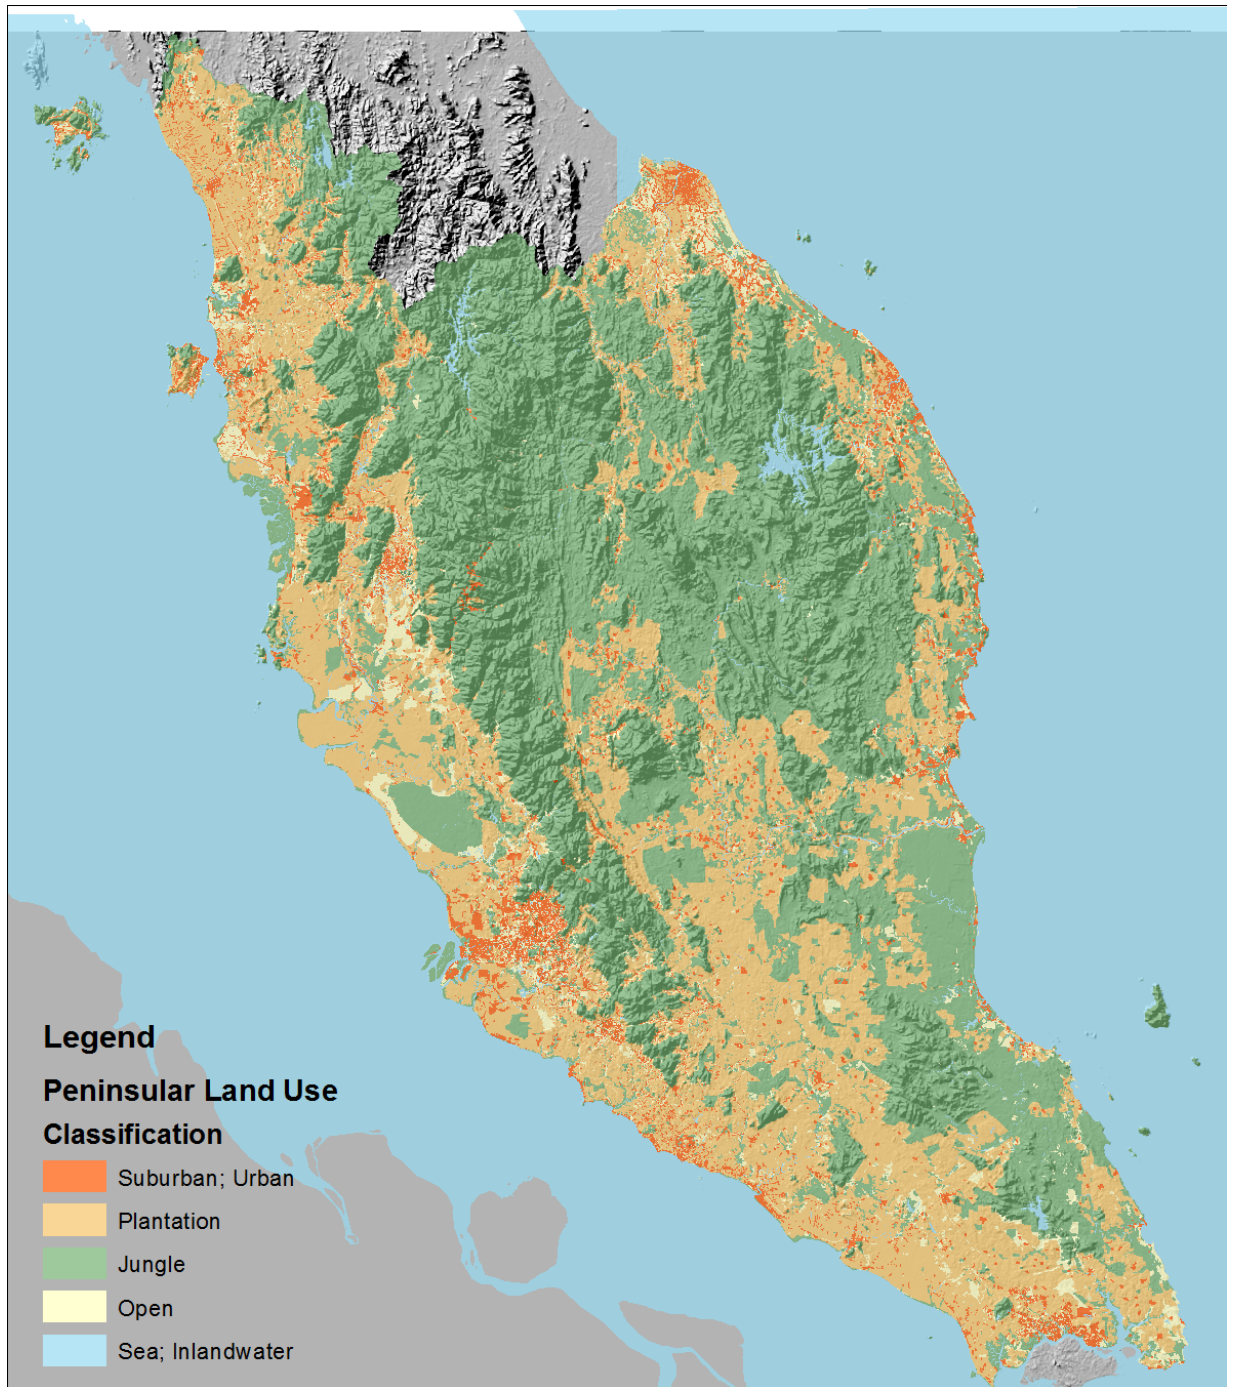 Legend
Peninsular Land Use
Classification
Suburban; Urban
Plantation
Jungle
Open
Sea; Inlandwater